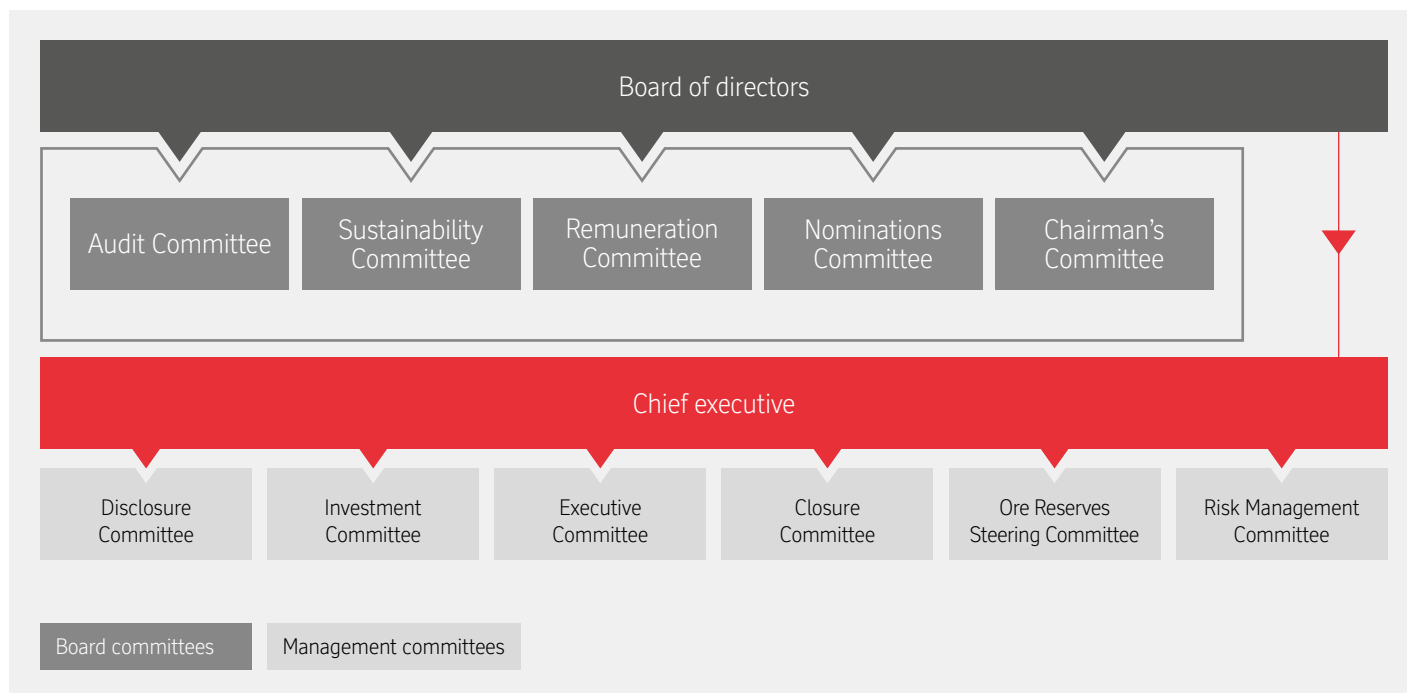 Board of directors
Audit Committee
Sustainability
Committee
Remuneration
Committee
Nominations
Committee
Chairman’s
Committee
Chief executive
Disclosure
Committee
Investment
Committee
Executive
Committee
Closure
Committee
Ore Reserves
Steering Committee
Risk Management
Committee
Board committees
Management committees